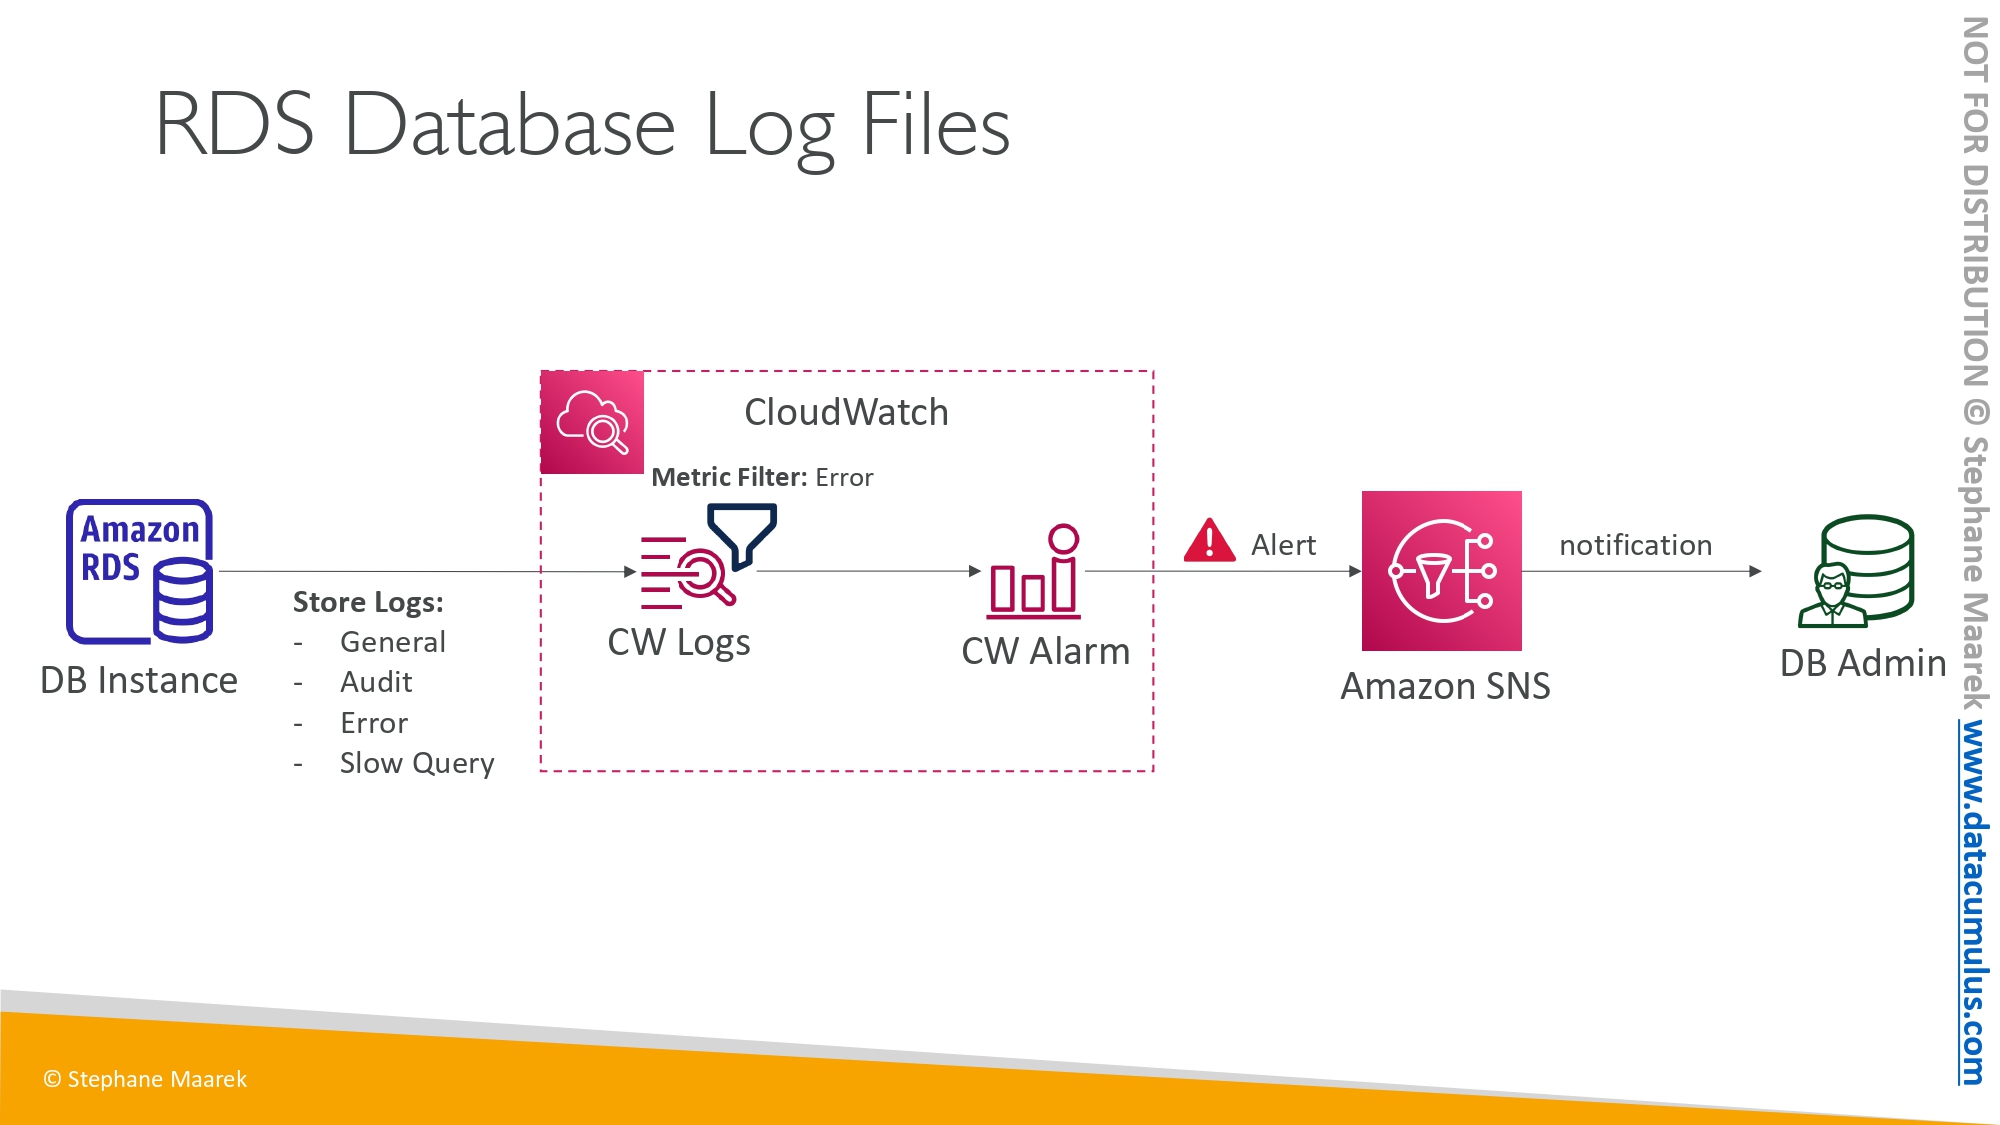 RDS Database Log Files
CloudWatch
Metric Filter: Error
Amazon
RDS
DB Instance
Store Logs:
- General
- Audit
- Error
- Slow Query
CW Logs
CW Alarm
Alert
Amazon SNS
notification
DB Admin
© Stephane Maarek
NOT FOR DISTRIBUTION © Stephane Maarek www.datacumulus.com